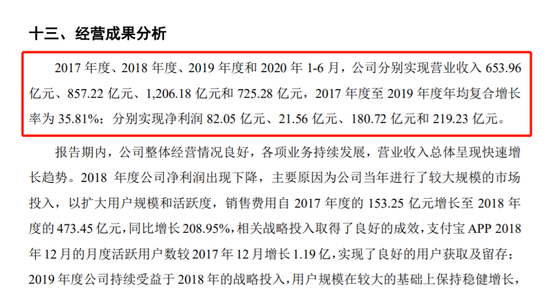 十三、经营成果分析
2017 年度、2018 年度、2019 年度和 2020 年 1-6 月，公司分别实现营业收入 653.96
亿元、857.22 亿元、1,206.18 亿元和 725.28 亿元，2017 年度至 2019 年度年均复合增长
率为 35.81%；分别实现净利润 82.05 亿元、21.56 亿元、180.72 亿元和 219.23 亿元。
报告期内，公司整体经营情况良好，各项业务持续发展，营业收入总体呈现快速增
长趋势。2018 年度公司净利润出现下降，主要原因为公司当年进行了较大规模的市场
投入，以扩大用户规模和活跃度，销售费用自 2017 年度的 153.25 亿元增长至 2018 年
度的 473.45 亿元，同比增长 208.95%，相关战略投入取得了良好的成效，支付宝 APP 2018
年 12 月的月度活跃用户数较 2017 年 12 月增长 1.19 亿，实现了良好的用户获取及留存；
2019 年度公司持续受益于 2018 年的战略投入，用户规模在较大的基础上保持稳健增长，